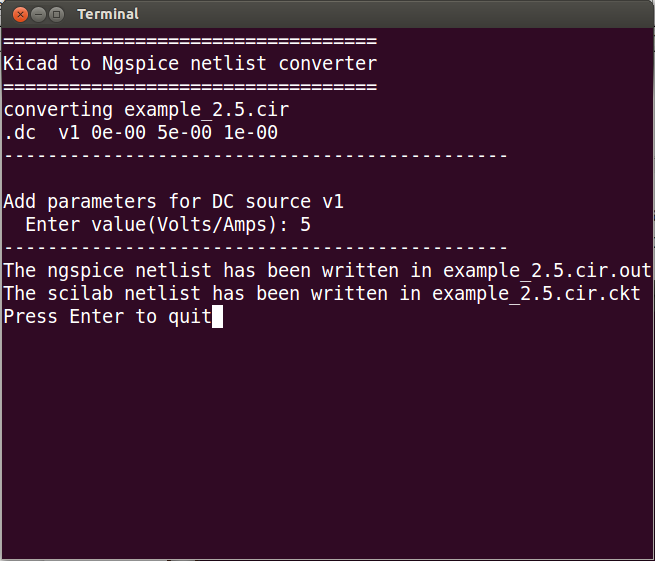 Terminal
==================================
Kicad to Ngspice netlist converter
==================================
converting example_2.5.cir
.dc  v1 0e-00 5e-00 1e-00
----------------------------------------------
Add parameters for DC source v1
  Enter value(Volts/Amps): 5
----------------------------------------------
The ngspice netlist has been written in example_2.5.cir.out
The scilab netlist has been written in example_2.5.cir.ckt
Press Enter to quit